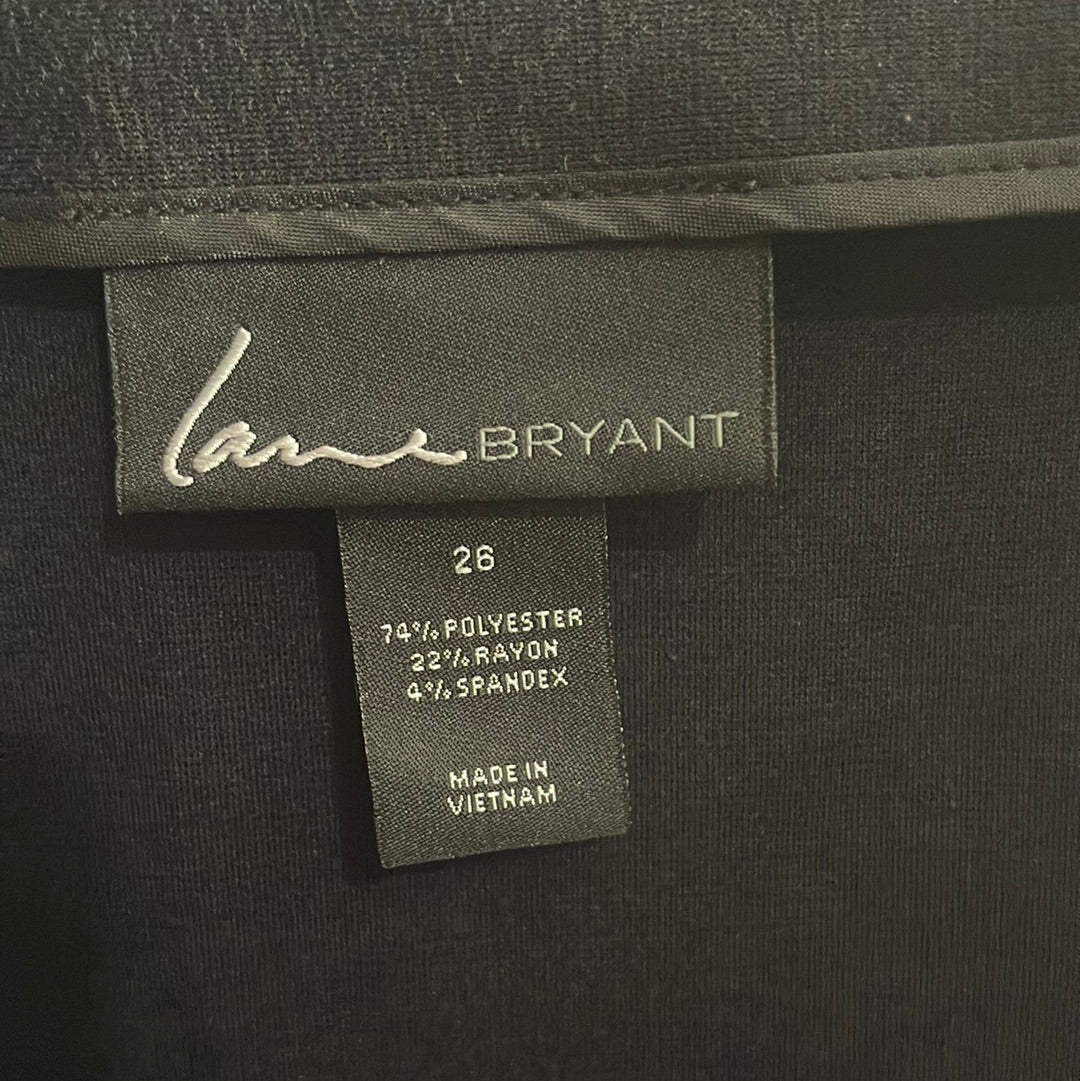 Lane BRYANT
26
74% POLYESTER
22% RAYON
4% SPANDEX
MADE IN
VIETNAM